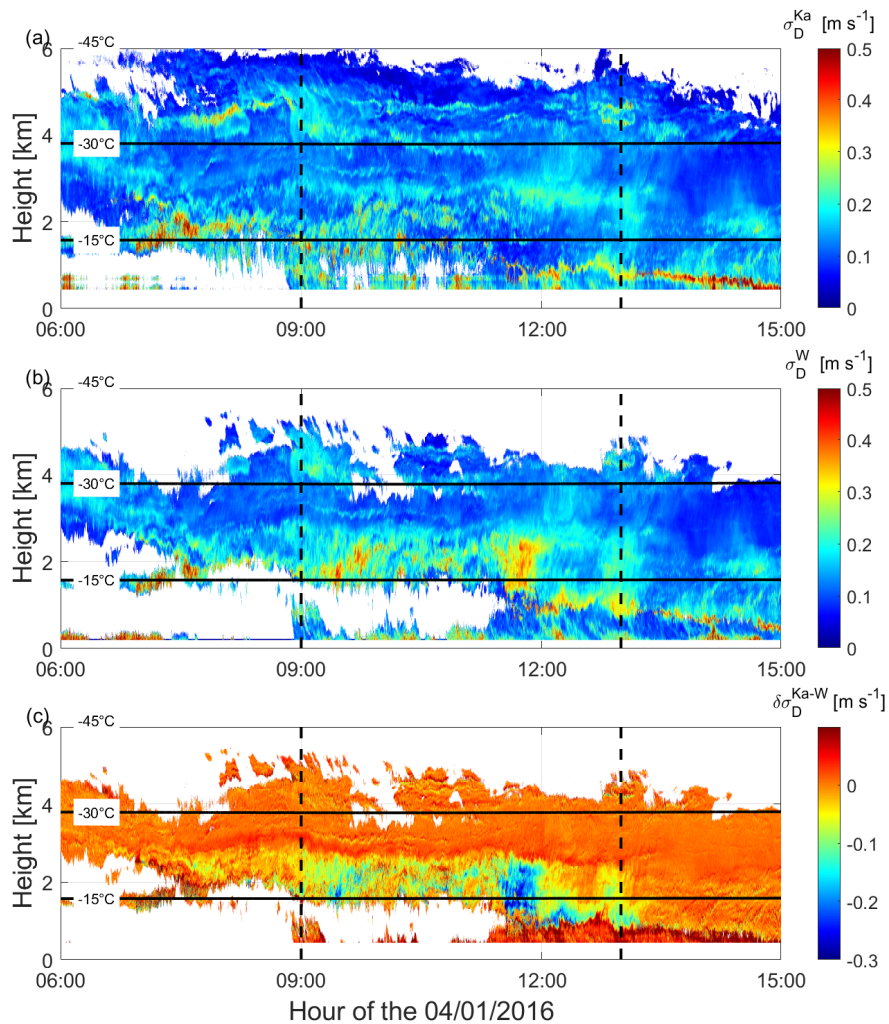 (a)
σ_D^Ka [m s⁻¹]
6
4
2
0
Height [km]
-45°C
-30°C
-15°C
06:00 09:00 12:00 15:00
0.5
0.4
0.3
0.2
0.1
0
(b)
σ_D^W [m s⁻¹]
6
4
2
0
Height [km]
-45°C
-30°C
-15°C
06:00 09:00 12:00 15:00
0.5
0.4
0.3
0.2
0.1
0
(c)
δσ_D^Ka-W [m s⁻¹]
6
4
2
0
Height [km]
-45°C
-30°C
-15°C
06:00 09:00 12:00 15:00
0
-0.1
-0.2
-0.3
Hour of the 04/01/2016